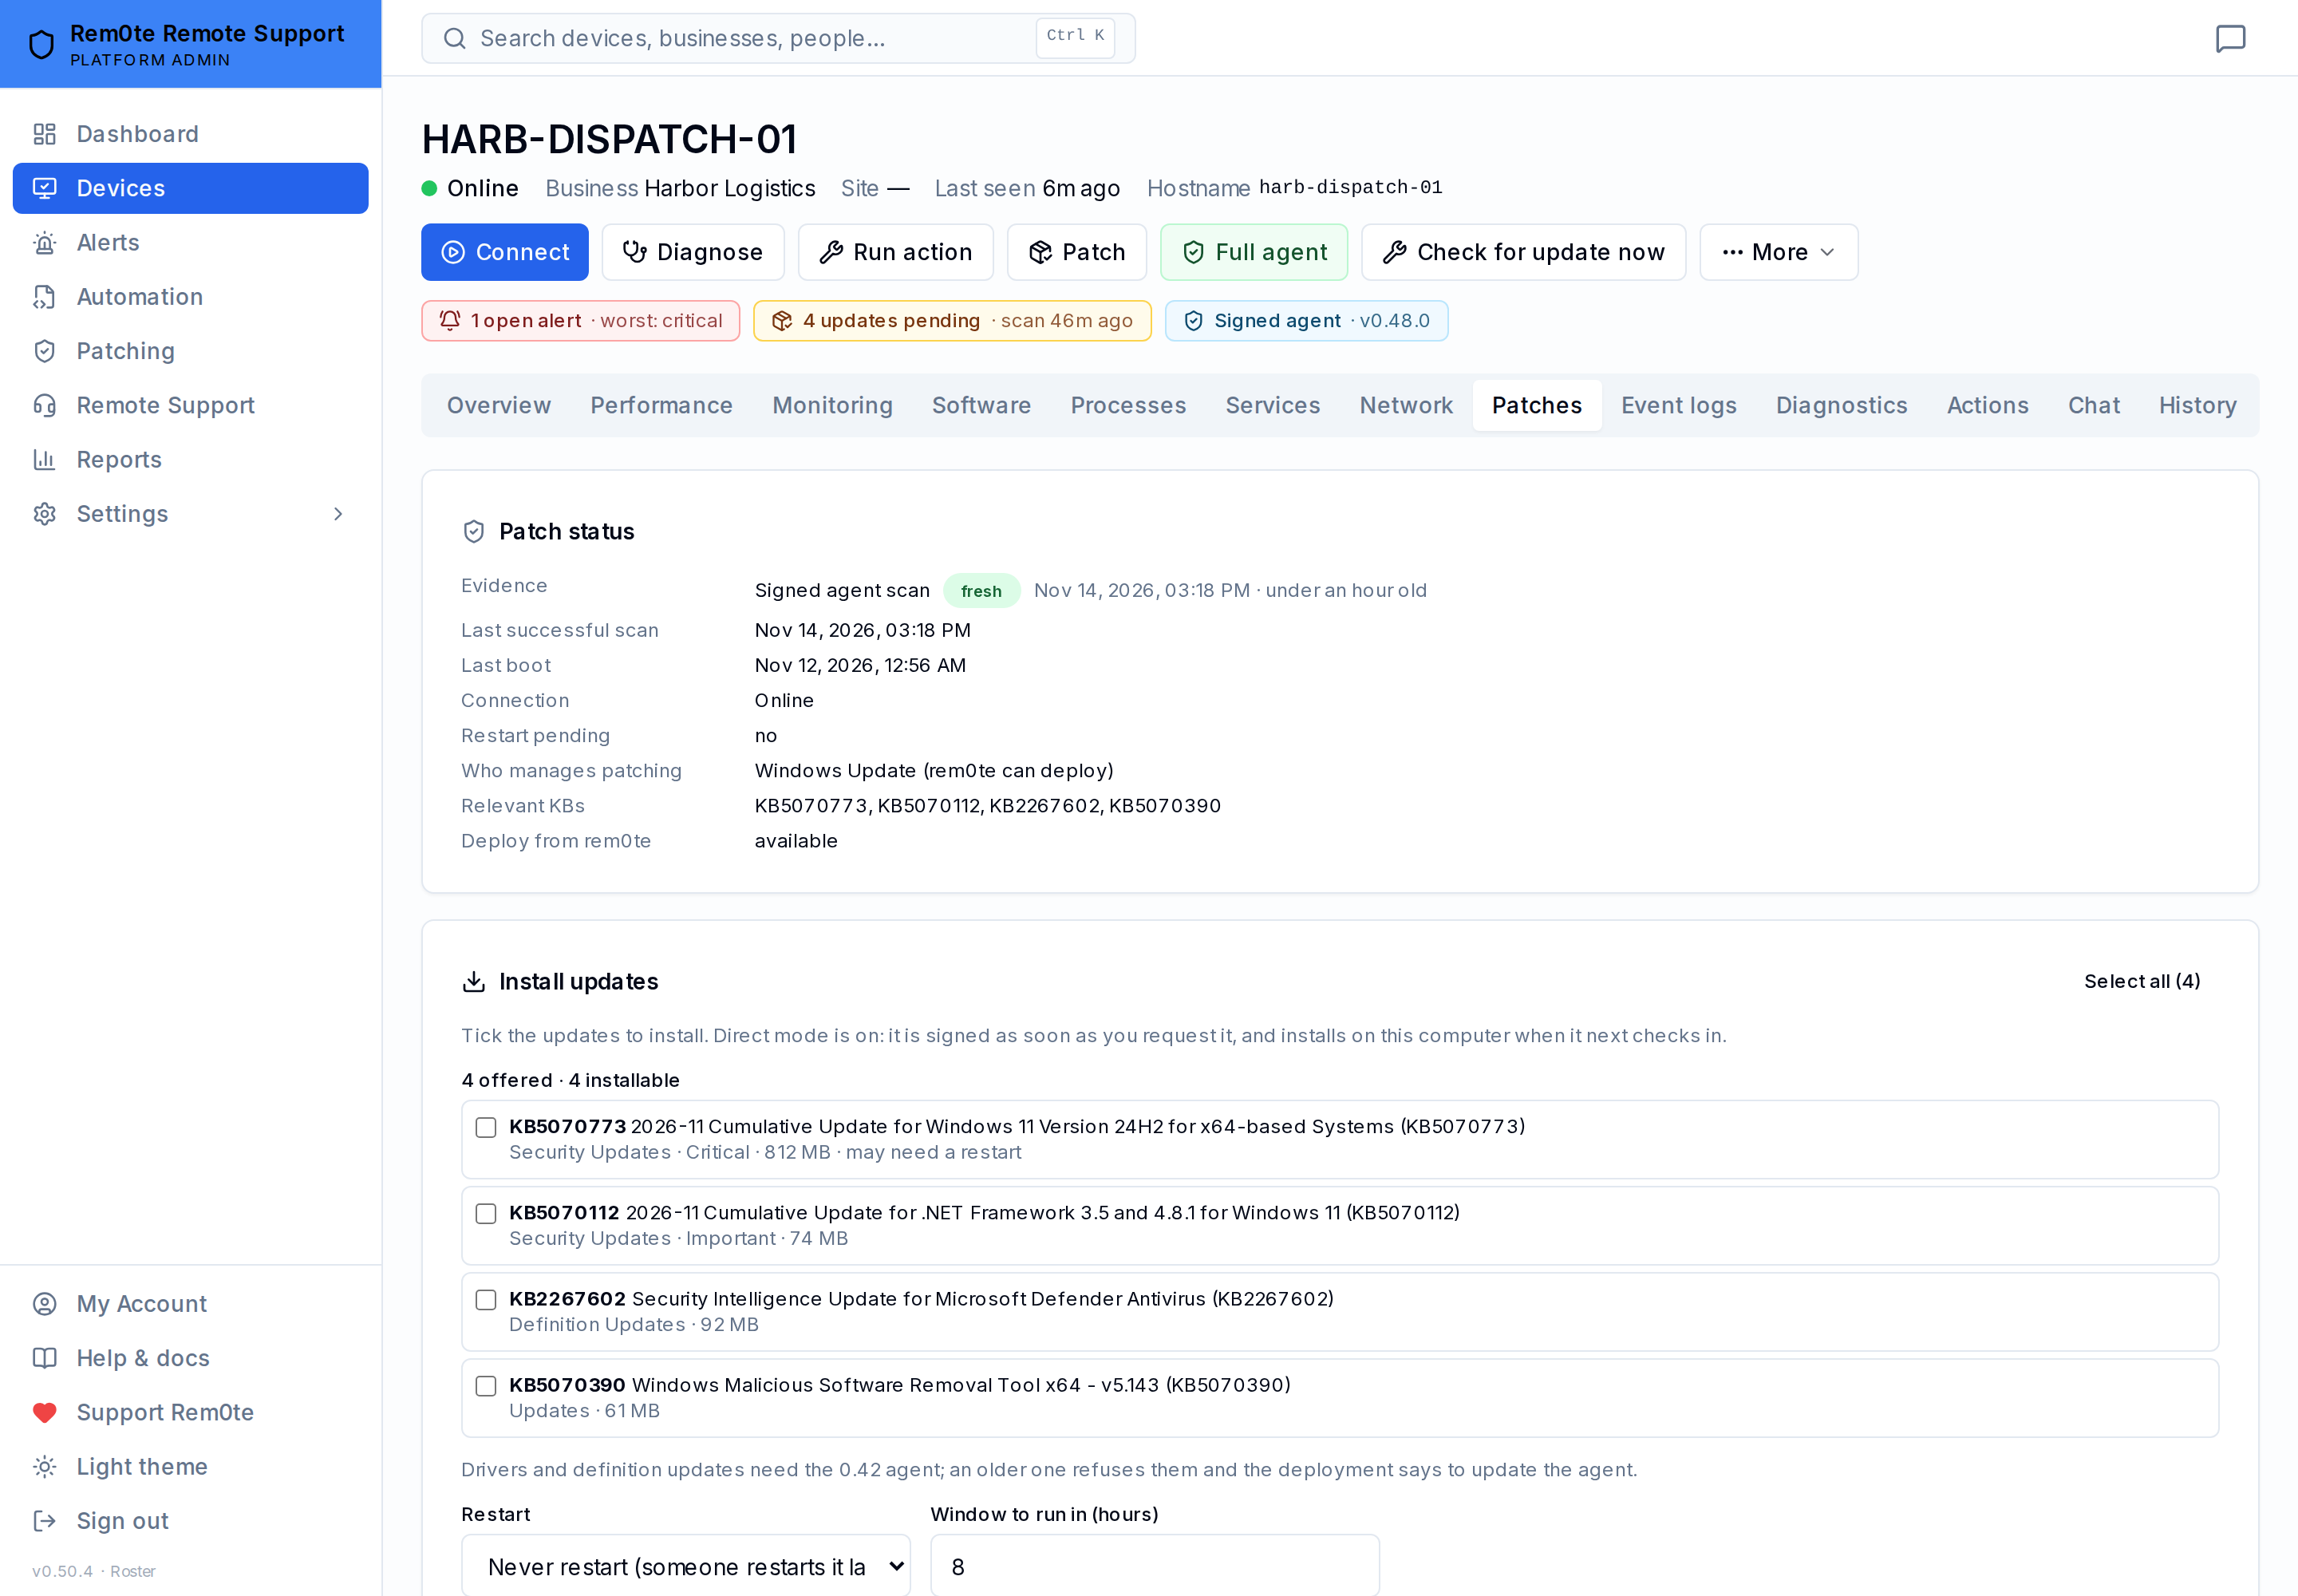 Rem0te Remote Support
PLATFORM ADMIN
Search devices, businesses, people...
Ctrl K
Dashboard
Devices
Alerts
Automation
Patching
Remote Support
Reports
Settings
HARB-DISPATCH-01
Online Business Harbor Logistics Site — Last seen 6m ago Hostname harb-dispatch-01
Connect Diagnose Run action Patch Full agent Check for update now More
1 open alert · worst: critical 4 updates pending · scan 46m ago Signed agent · v0.48.0
Overview Performance Monitoring Software Processes Services Network Patches Event logs Diagnostics Actions Chat History
Patch status
Evidence Signed agent scan fresh Nov 14, 2026, 03:18 PM · under an hour old
Last successful scan Nov 14, 2026, 03:18 PM
Last boot Nov 12, 2026, 12:56 AM
Connection Online
Restart pending no
Who manages patching Windows Update (rem0te can deploy)
Relevant KBs KB5070773, KB5070112, KB2267602, KB5070390
Deploy from rem0te available
Install updates Select all (4)
Tick the updates to install. Direct mode is on: it is signed as soon as you request it, and installs on this computer when it next checks in.
4 offered · 4 installable
KB5070773 2026-11 Cumulative Update for Windows 11 Version 24H2 for x64-based Systems (KB5070773)
Security Updates · Critical · 812 MB · may need a restart
KB5070112 2026-11 Cumulative Update for .NET Framework 3.5 and 4.8.1 for Windows 11 (KB5070112)
Security Updates · Important · 74 MB
KB2267602 Security Intelligence Update for Microsoft Defender Antivirus (KB2267602)
Definition Updates · 92 MB
KB5070390 Windows Malicious Software Removal Tool x64 - v5.143 (KB5070390)
Updates · 61 MB
Drivers and definition updates need the 0.42 agent; an older one refuses them and the deployment says to update the agent.
Restart Window to run in (hours)
Never restart (someone restarts it la 8
My Account
Help & docs
Support Rem0te
Light theme
Sign out
v0.50.4 · Roster